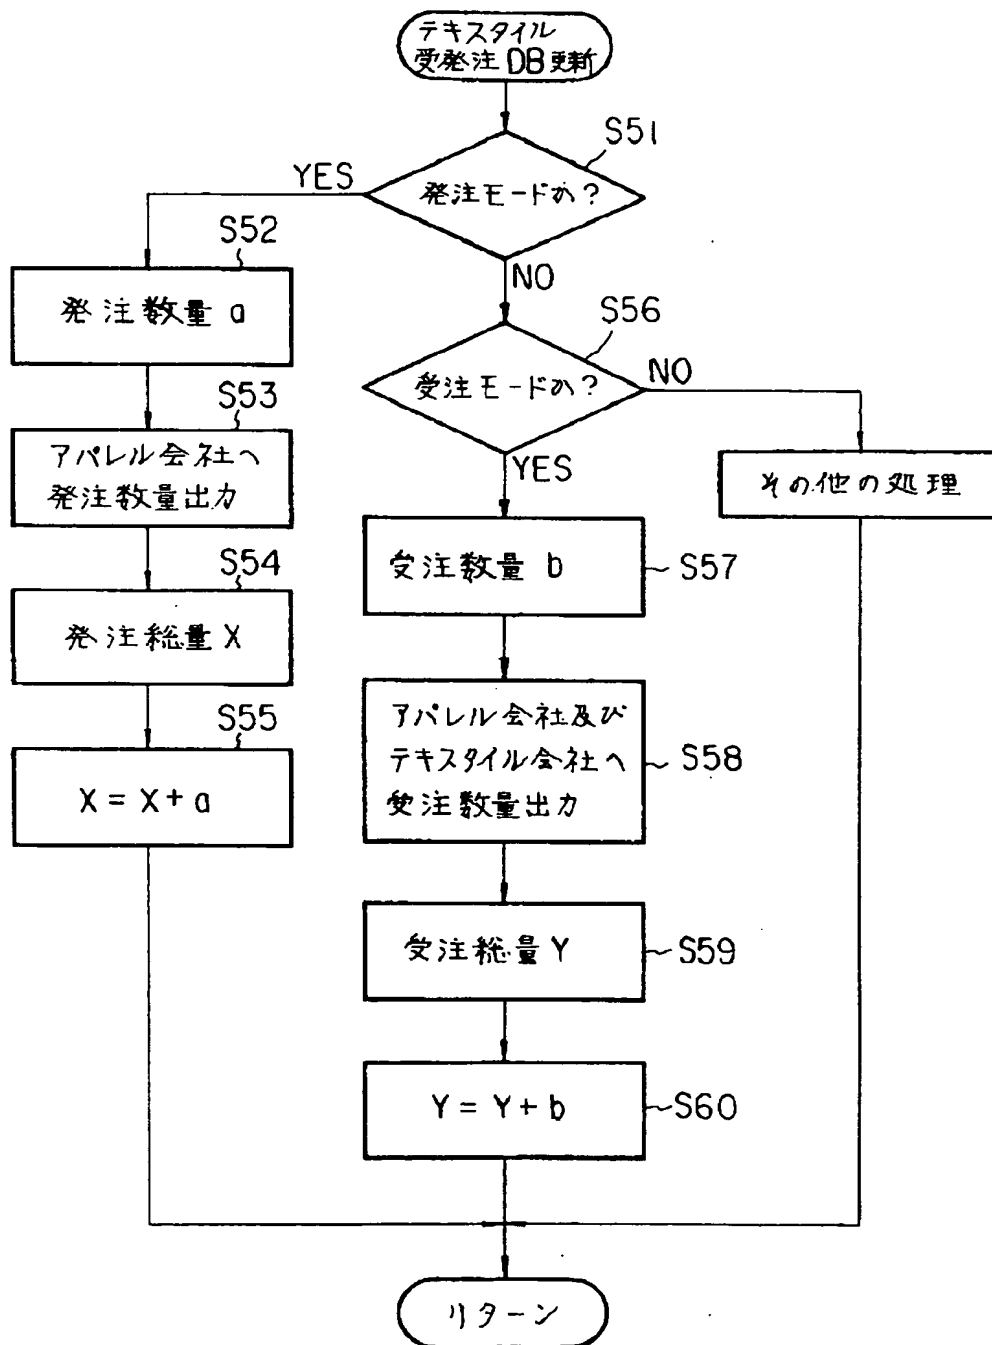 テキスタイル
受発注DB更新
S51
発注モードか?
YES
NO
S52
発注数量 a
S53
アパレル会社へ
発注数量出力
S54
発注総量 X
S55
X = X + a
S56
受注モードか?
NO
YES
その他の処理
受注数量 b
S57
アパレル会社及び
テキスタイル会社へ
受注数量出力
S58
受注総量 Y
S59
Y = Y + b
S60
リターン